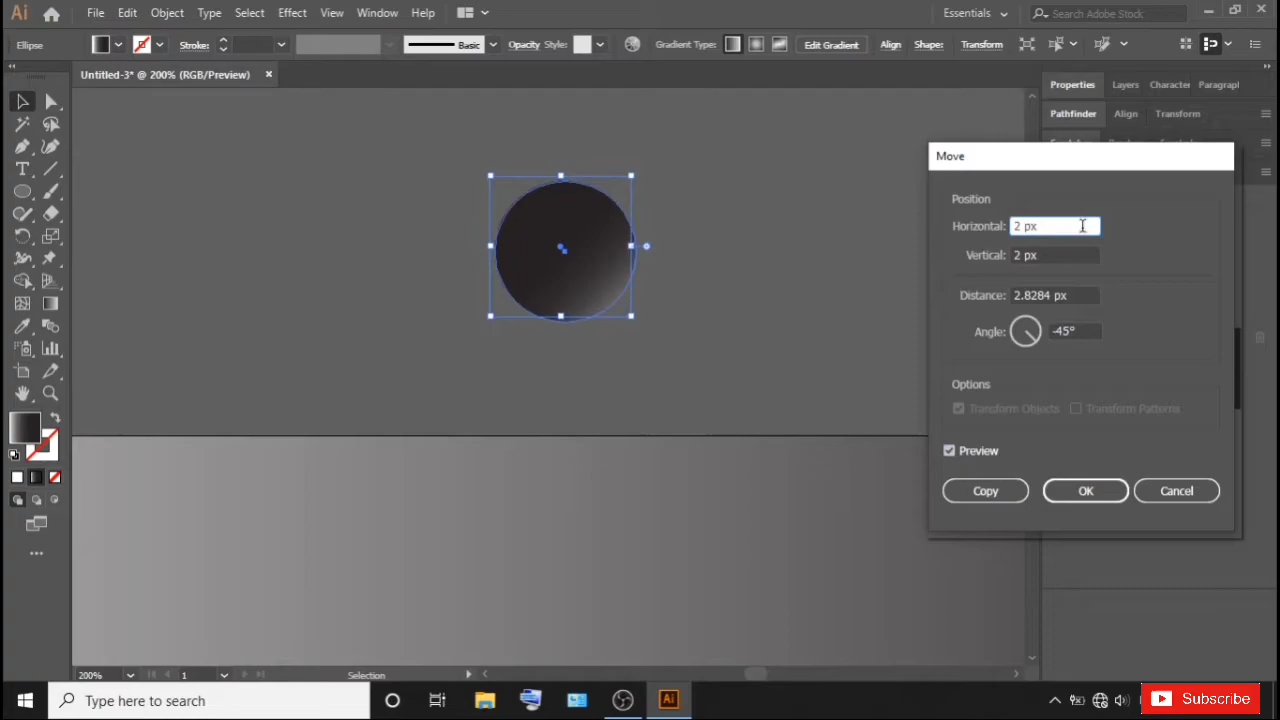 Ai File Edit Object Type Select Effect View Window Help Essentials Search Adobe Stock
Ellipse Stroke: Basic Opacity Style: Gradient Type: Edit Gradient Align Shape: Transform
Untitled-3* @ 200% (RGB/Preview)
Properties Layers Character Paragraph
Pathfinder Align Transform
Move
Position
Horizontal: 2 px
Vertical: 2 px
Distance: 2.8284 px
Angle: -45°
Options
Transform Objects Transform Patterns
Preview
Copy OK Cancel
200% 1 Selection
Type here to search Ai Subscribe